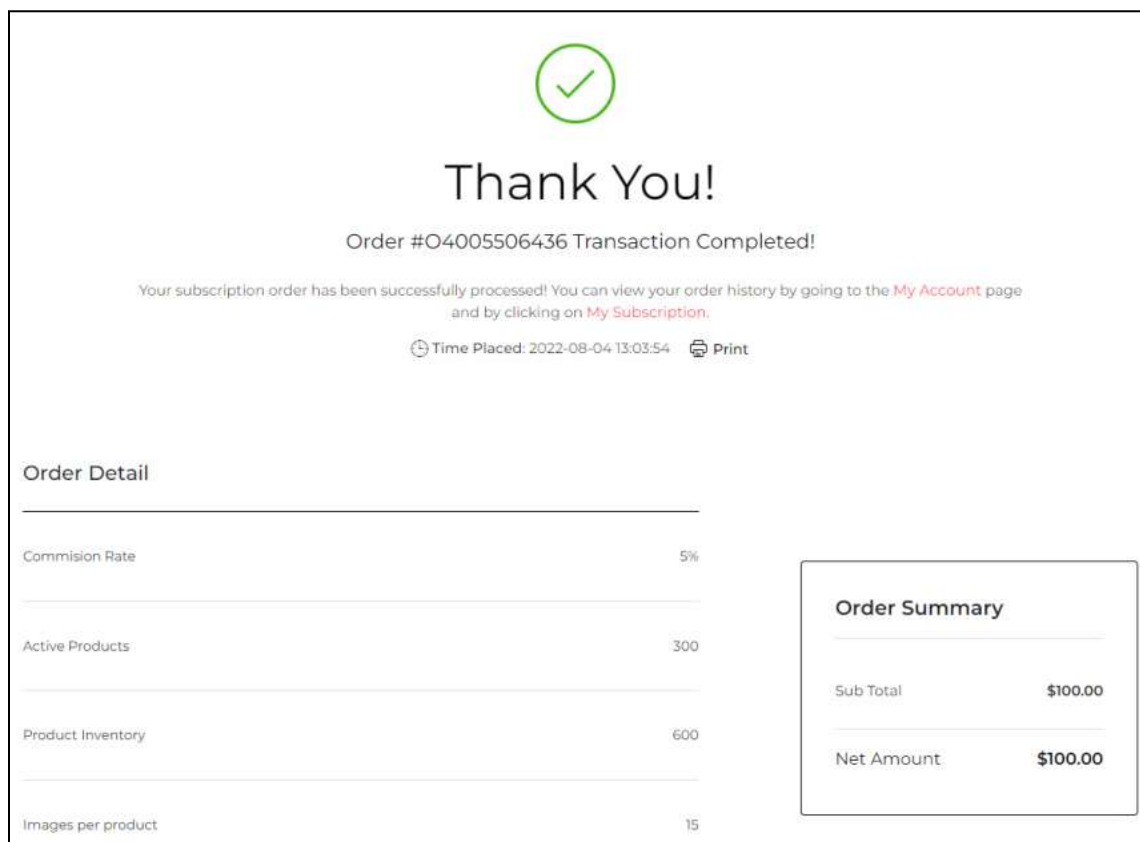 Thank You!
Order #O4005506436 Transaction Completed!
Your subscription order has been successfully processed! You can view your order history by going to the My Account page
and by clicking on My Subscription.
Time Placed: 2022-08-04 13:03:54 Print
Order Detail
Commision Rate 5%
Active Products 300
Product Inventory 600
Images per product 15
Order Summary
Sub Total $100.00
Net Amount $100.00